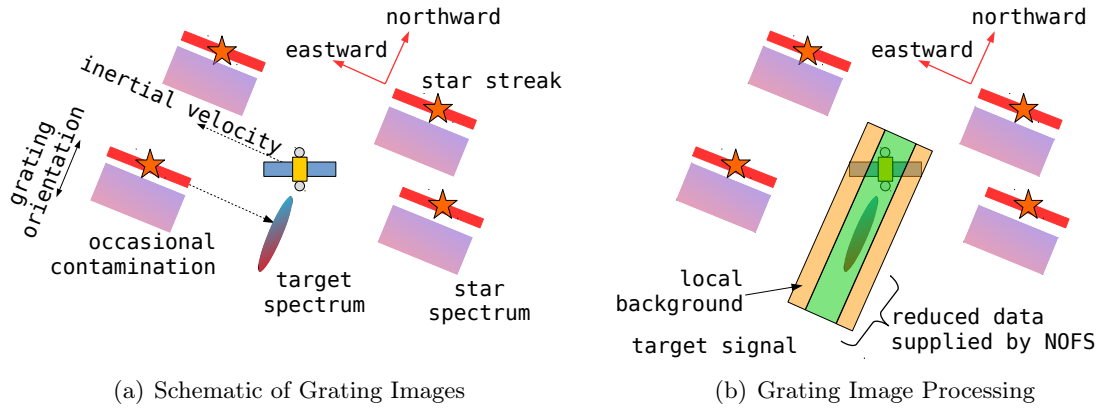 northward
eastward
star streak
inertial velocity
grating
orientation
occasional
contamination
target
spectrum
star
spectrum
(a) Schematic of Grating Images
northward
eastward
local
background
target signal
reduced data
supplied by NOFS
(b) Grating Image Processing